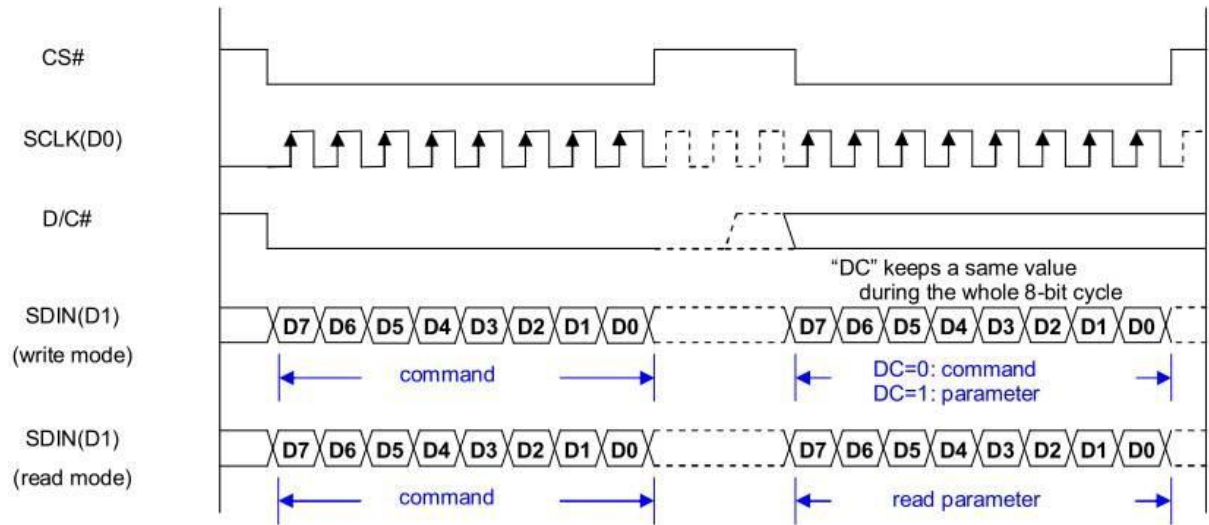 CS#
SCLK(D0)
D/C#
“DC” keeps a same value
during the whole 8-bit cycle
SDIN(D1)
(write mode)
D7 D6 D5 D4 D3 D2 D1 D0 D7 D6 D5 D4 D3 D2 D1 D0
command
DC=0: command
DC=1: parameter
SDIN(D1)
(read mode)
D7 D6 D5 D4 D3 D2 D1 D0 D7 D6 D5 D4 D3 D2 D1 D0
command read parameter